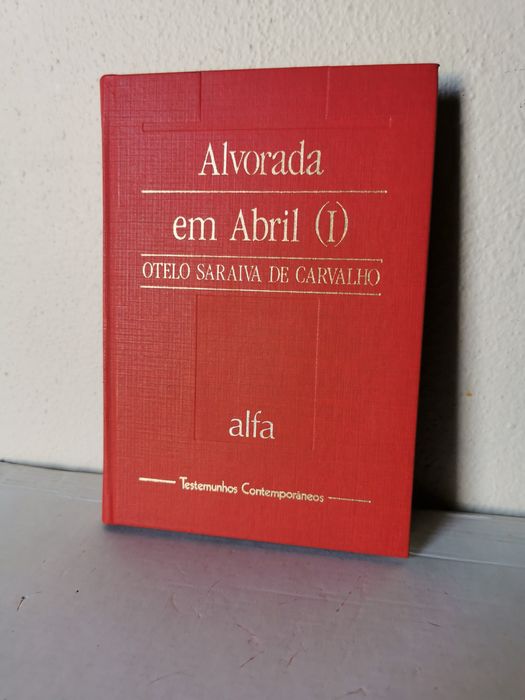 Alvorada
em Abril (I)
OTELO SARAIVA DE CARVALHO
alfa
Testemunhos Contemporâneos